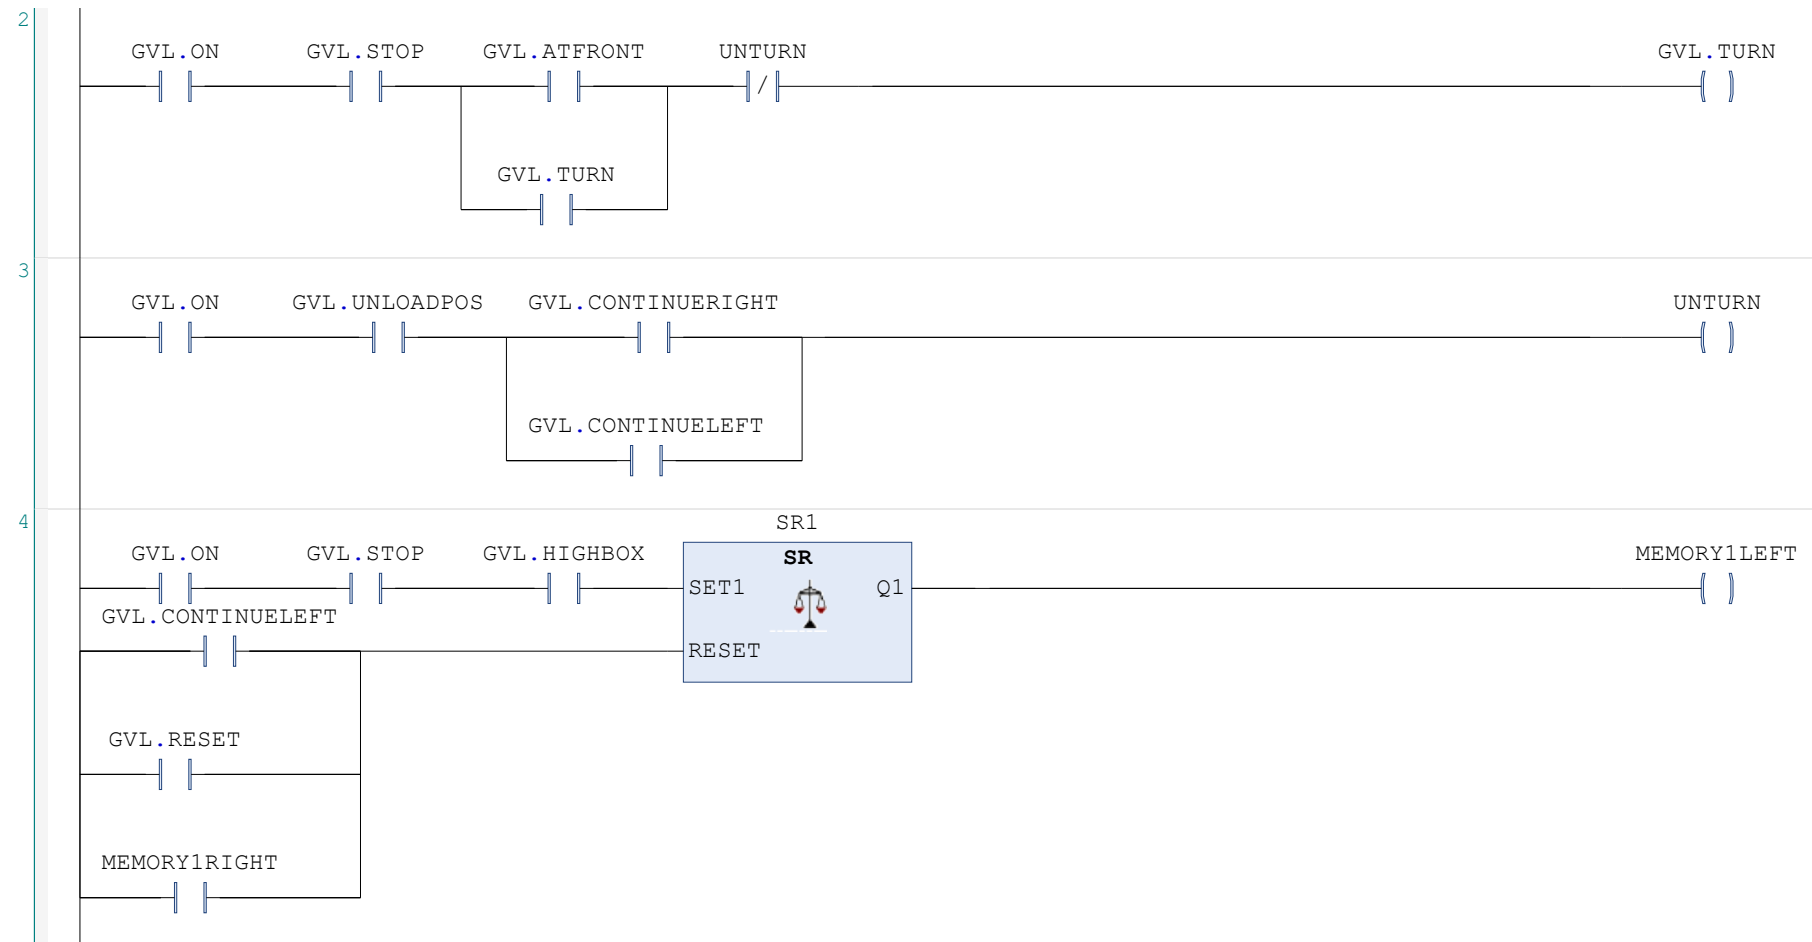 2
GVL.ON GVL.STOP GVL.ATFRONT UNTURN GVL.TURN
/
GVL.TURN
3
GVL.ON GVL.UNLOADPOS GVL.CONTINUERIGHT UNTURN
GVL.CONTINUELEFT
4
SR1
GVL.ON GVL.STOP GVL.HIGHBOX SR MEMORY1LEFT
SET1 Q1
GVL.CONTINUELEFT
RESET
GVL.RESET
MEMORY1RIGHT